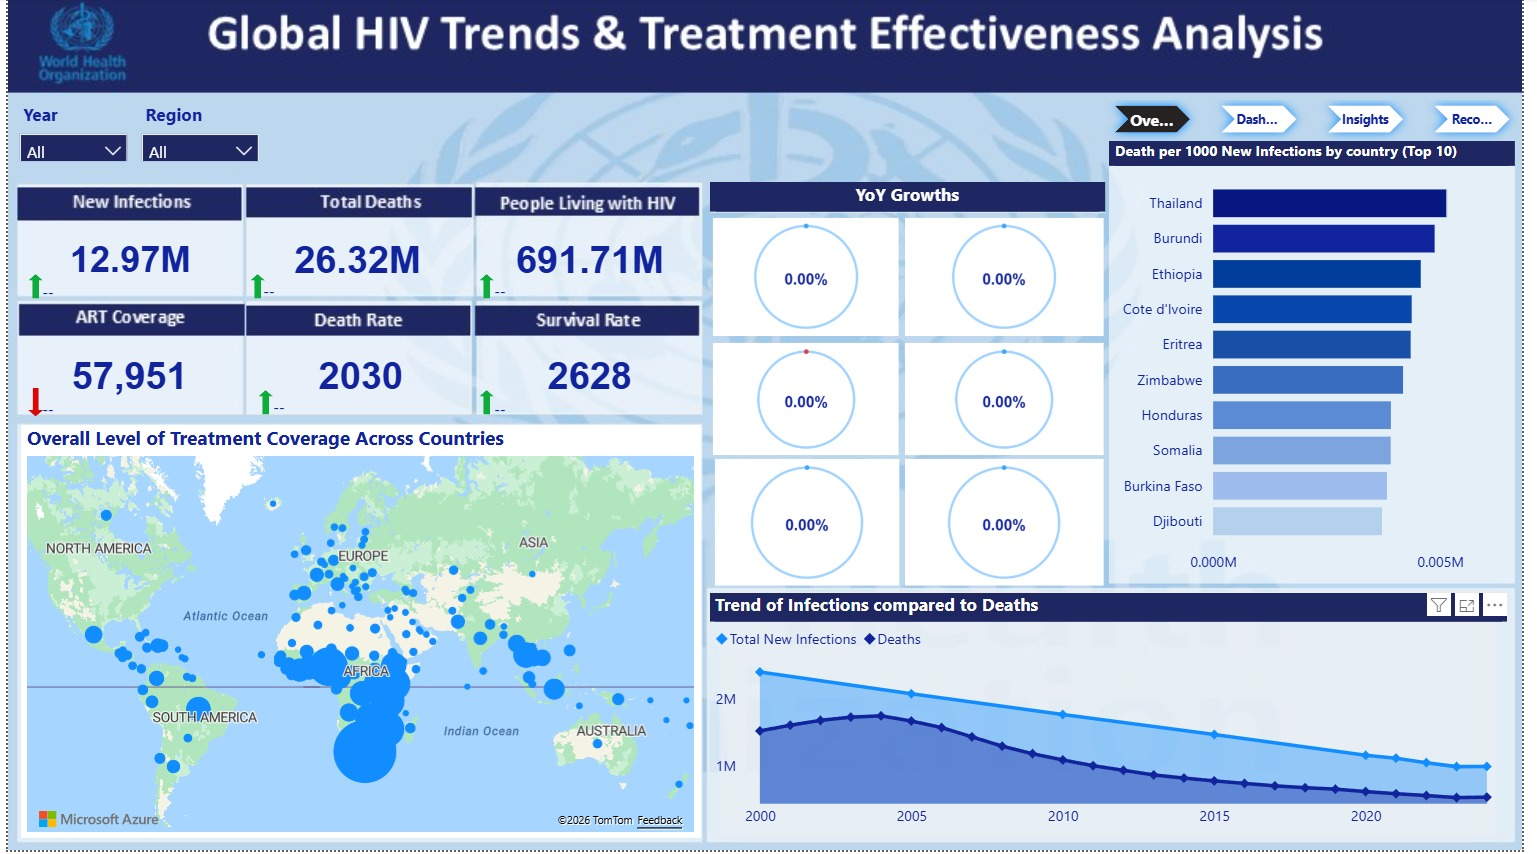 Global HIV Trends & Treatment Effectiveness Analysis
World Health
Organization
Year
Region
All
All
Ove...
Dash...
Insights
Reco...
New Infections
12.97M
--
Total Deaths
26.32M
--
People Living with HIV
691.71M
--
ART Coverage
57,951
--
Death Rate
2030
--
Survival Rate
2628
--
YoY Growths
0.00%
0.00%
0.00%
0.00%
0.00%
0.00%
Death per 1000 New Infections by country (Top 10)
Thailand
Burundi
Ethiopia
Cote d'Ivoire
Eritrea
Zimbabwe
Honduras
Somalia
Burkina Faso
Djibouti
0.000M
0.005M
Overall Level of Treatment Coverage Across Countries
NORTH AMERICA
EUROPE
ASIA
Atlantic Ocean
AFRICA
SOUTH AMERICA
Indian Ocean
AUSTRALIA
Microsoft Azure
©2026 TomTom Feedback
Trend of Infections compared to Deaths
Total New Infections
Deaths
2M
1M
2000
2005
2010
2015
2020